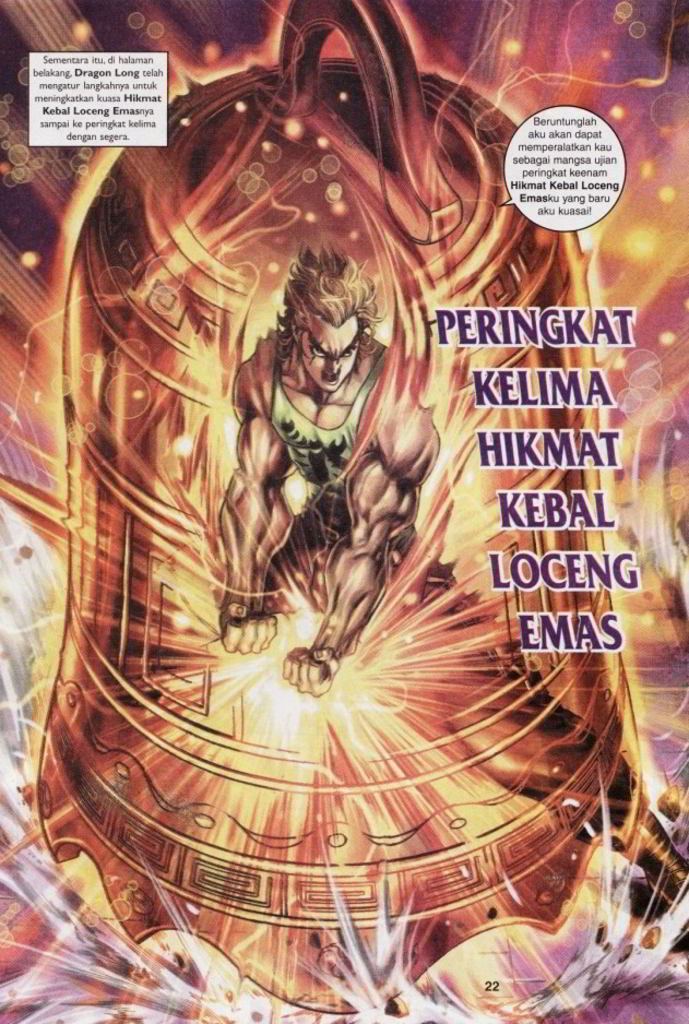 Sementara itu, di halaman
belakang, Dragon Long telah
mengatur langkahnya untuk
meningkatkan kuasa Hikmat
Kebal Loceng Emasnya
sampai ke peringkat kelima
dengan segera.
Beruntunglah
aku akan dapat
memperalatkan kau
sebagai mangsa ujian
peringkat keenam
Hikmat Kebal Loceng
Emasku yang baru
aku kuasai!
PERINGKAT
KELIMA
HIKMAT
KEBAL
LOCENG
EMAS
22